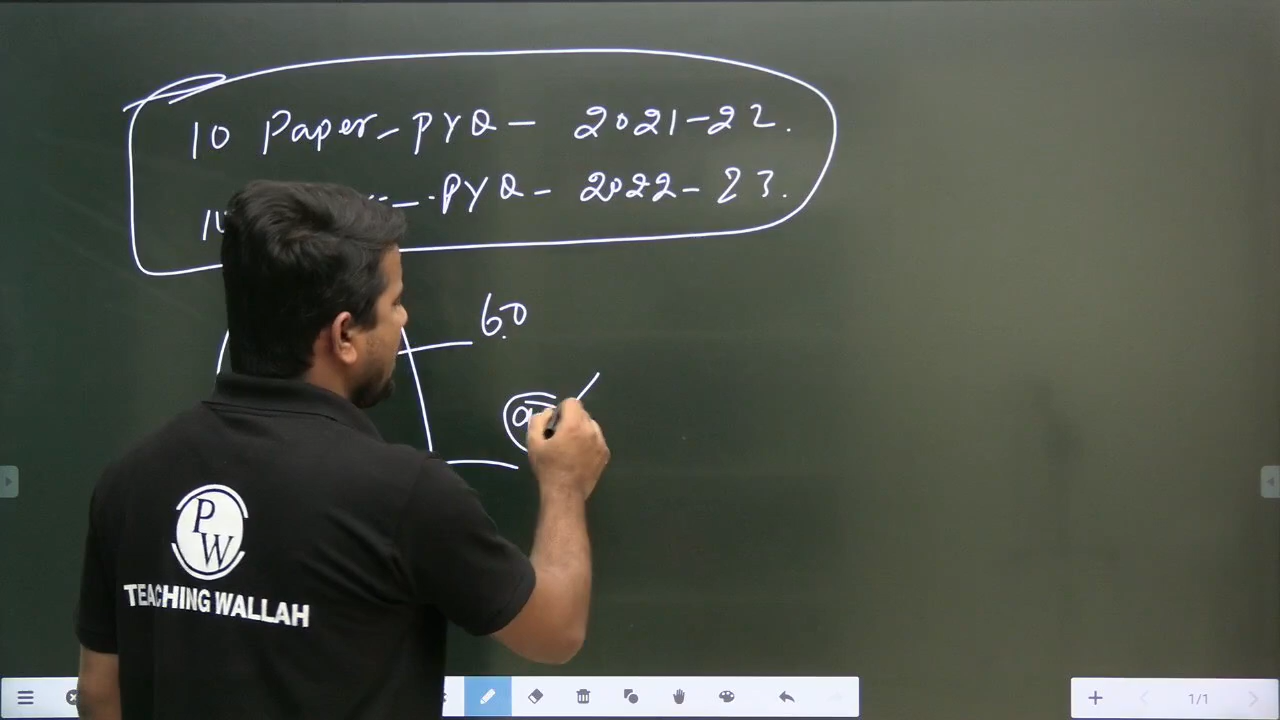 10 Paper - PYQ - 2021-22.
PYQ - 2022-23.
60
PW
TEACHING WALLAH
1/1